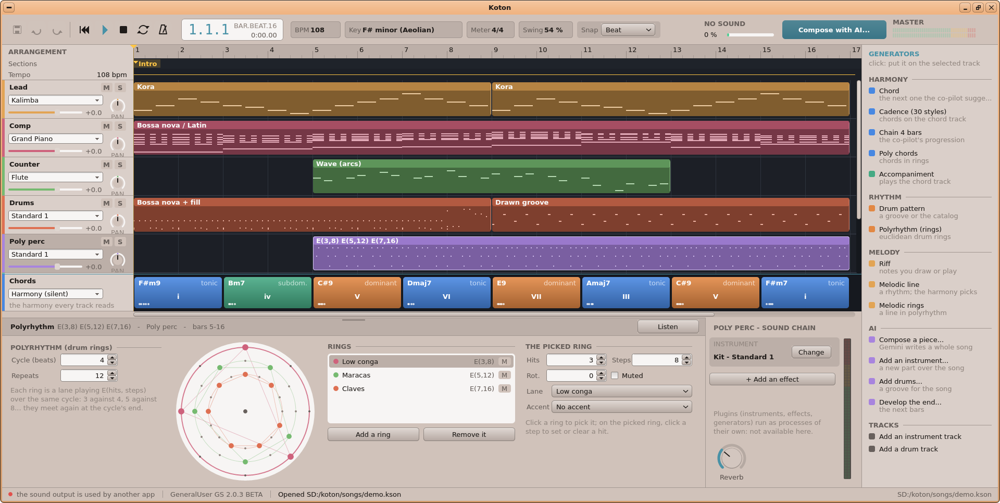 Koton
1.1.1
BAR.BEAT.16
0:00.00
BPM 108
Key F# minor (Aeolian)
Meter 4/4
Swing 54 %
Snap Beat
NO SOUND
0 %
Compose with AI...
MASTER
ARRANGEMENT
Sections
Tempo 108 bpm
1 2 3 4 5 6 7 8 9 10 11 12 13 14 15 16 17
Intro
Lead M S
Kalimba
+0.0 PAN
Kora Kora
Comp M S
Grand Piano
+0.0 PAN
Bossa nova / Latin
Counter M S
Flute
+0.0 PAN
Wave (arcs)
Drums M S
Standard 1
+0.0 PAN
Bossa nova + fill Drawn groove
Poly perc M S
Standard 1
+0.0 PAN
E(3,8) E(5,12) E(7,16)
Chords
Harmony (silent)
the harmony every track reads
F#m9 tonic
i
Bm7 subdom.
iv
C#9 dominant
V
Dmaj7 tonic
VI
E9 dominant
VII
Amaj7 tonic
III
C#9 dominant
V
F#m7 tonic
i
GENERATORS
click: put it on the selected track
HARMONY
Chord
the next one the co-pilot sugge...
Cadence (30 styles)
chords on the chord track
Chain 4 bars
the co-pilot's progression
Poly chords
chords in rings
Accompaniment
plays the chord track
RHYTHM
Drum pattern
a groove or the catalog
Polyrhythm (rings)
euclidean drum rings
MELODY
Riff
notes you draw or play
Melodic line
a rhythm; the harmony picks
Melodic rings
a line in polyrhythm
AI
Compose a piece...
Gemini writes a whole song
Add an instrument...
a new part over the song
Add drums...
a groove for the song
Develop the end...
the next bars
TRACKS
Add an instrument track
Add a drum track
Polyrhythm E(3,8) E(5,12) E(7,16) - Poly perc - bars 5-16
Listen
POLYRHYTHM (drum rings)
Cycle (beats) 4
Repeats 12
Each ring is a lane playing E(hits, steps)
over the same cycle: 3 against 4, 5 against
8... they meet again at the cycle's end.
RINGS
Low conga E(3,8) M
Maracas E(5,12) M
Claves E(7,16) M
Add a ring
Remove it
THE PICKED RING
Hits 3 Steps 8
Rot. 0 Muted
Lane Low conga
Accent No accent
Click a ring to pick it; on the picked ring, click a
step to set or clear a hit.
POLY PERC - SOUND CHAIN
INSTRUMENT
Kit - Standard 1
Change
+ Add an effect
Plugins (instruments, effects,
generators) run as processes of
their own: not available here.
Reverb
the sound output is used by another app
GeneralUser GS 2.0.3 BETA
Opened SD:/koton/songs/demo.kson
SD:/koton/songs/demo.kson